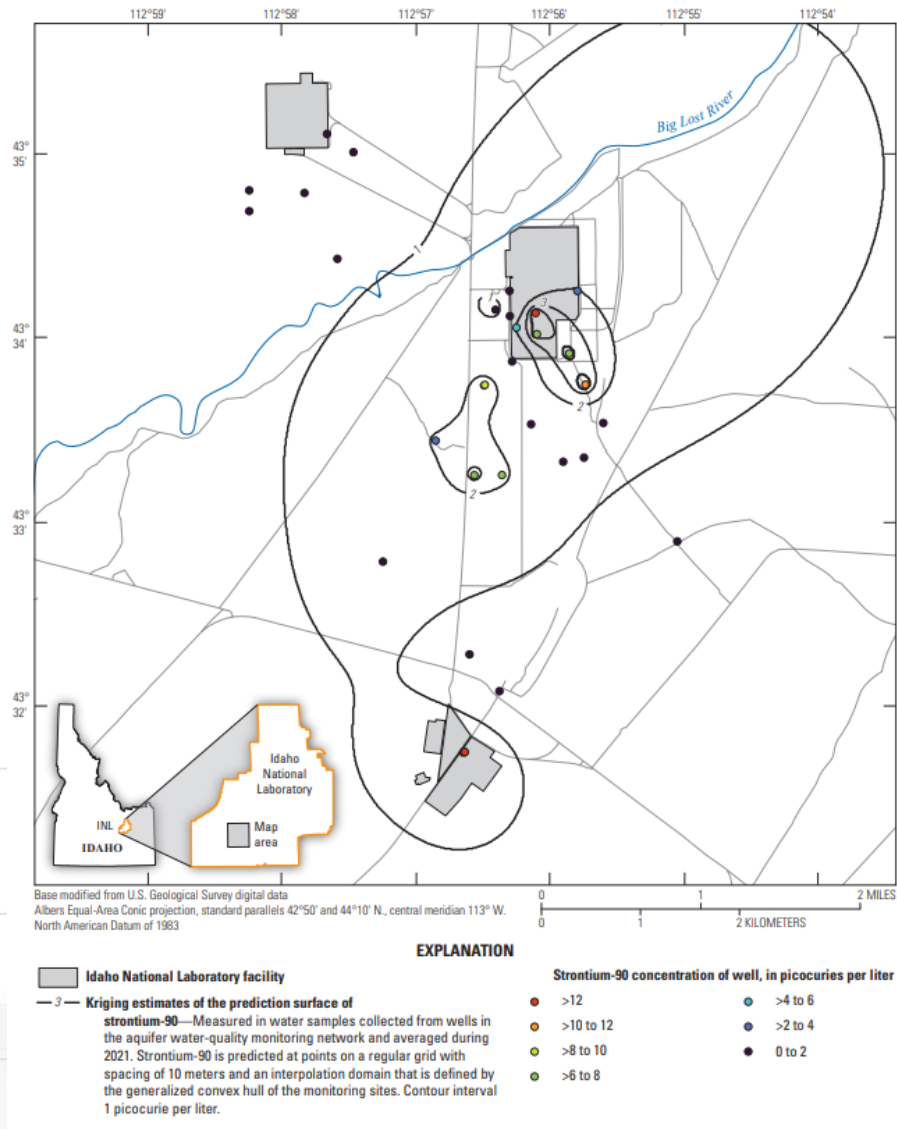 112°59'
112°58'
112°57'
112°56'
112°55'
112°54'
Big Lost River
43°
35'
1
1
3
43°
34'
2
2
43°
33'
43°
32'
Idaho
National
Laboratory
INL
IDAHO
Map
area
Base modified from U.S. Geological Survey digital data
Albers Equal-Area Conic projection, standard parallels 42°50' and 44°10' N., central meridian 113° W.
North American Datum of 1983
0 1 2 MILES
0 1 2 KILOMETERS
EXPLANATION
Idaho National Laboratory facility
3 Kriging estimates of the prediction surface of
strontium-90—Measured in water samples collected from wells in
the aquifer water-quality monitoring network and averaged during
2021. Strontium-90 is predicted at points on a regular grid with
spacing of 10 meters and an interpolation domain that is defined by
the generalized convex hull of the monitoring sites. Contour interval
1 picocurie per liter.
Strontium-90 concentration of well, in picocuries per liter
>12
>10 to 12
>8 to 10
>6 to 8
>4 to 6
>2 to 4
0 to 2